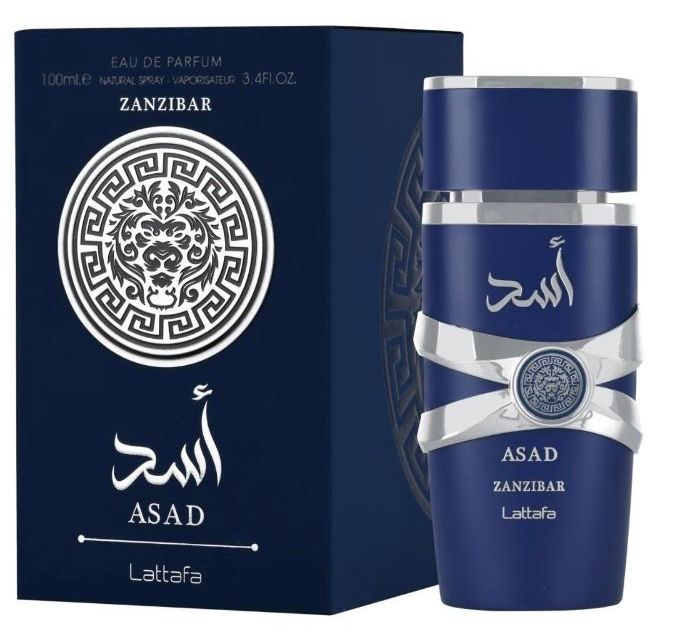 EAU DE PARFUM
100ml.e NATURAL SPRAY - VAPORISATEUR 3.4FL.OZ.
ZANZIBAR
أسد
ASAD
Lattafa
أسد
ASAD
ZANZIBAR
Lattafa